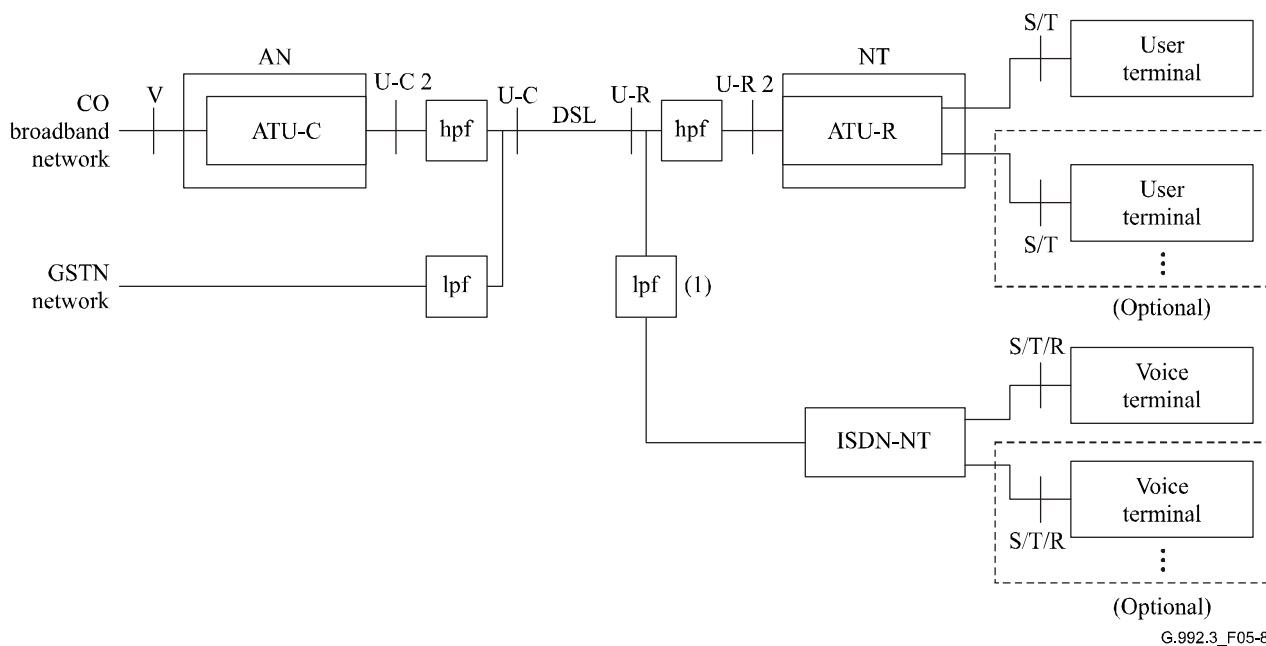 S/T
User
terminal
AN
NT
U-C 2
U-C
U-R
U-R 2
CO
broadband
network
V
ATU-C
hpf
DSL
hpf
ATU-R
User
terminal
S/T
GSTN
network
lpf
lpf
(1)
(Optional)
S/T/R
Voice
terminal
ISDN-NT
Voice
terminal
S/T/R
(Optional)
G.992.3_F05-8